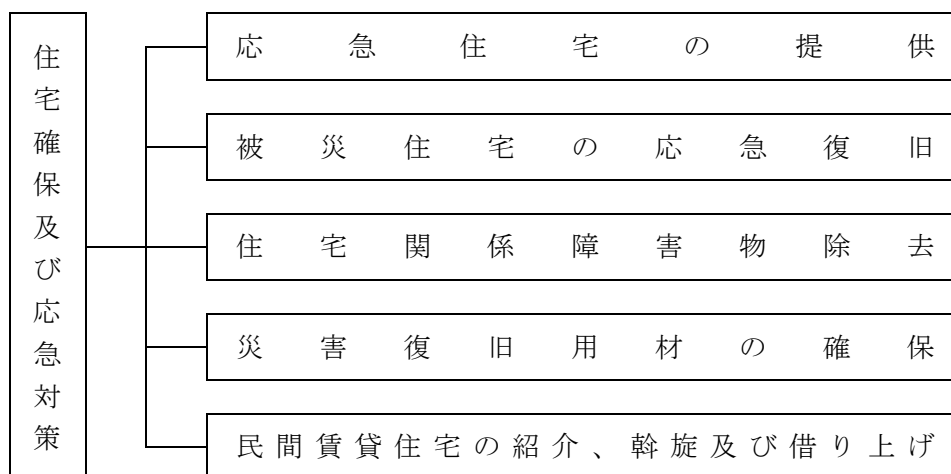 住宅確保及び応急対策
応急住宅の提供
被災住宅の応急復旧
住宅関係障害物除去
災害復旧用材の確保
民間賃貸住宅の紹介、斡旋及び借り上げ